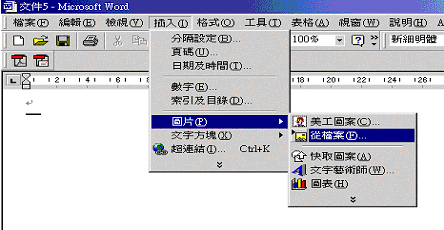 文件5 - Microsoft Word
檔案(F) 編輯(E) 檢視(V) 插入(I) 格式(O) 工具(T) 表格(A) 視窗(W) 說明(H)
100% 新細明體
2 4 6 8 10 12 14 16 18 20 22 24 26 28
分隔設定(B)...
頁碼(U)...
日期及時間(T)...
數字(E)...
索引及目錄(D)...
圖片(P)
文字方塊(X)
超連結(I)... Ctrl+K
美工圖案(C)...
從檔案(F)...
快取圖案(A)
文字藝術師(W)...
圖表(H)